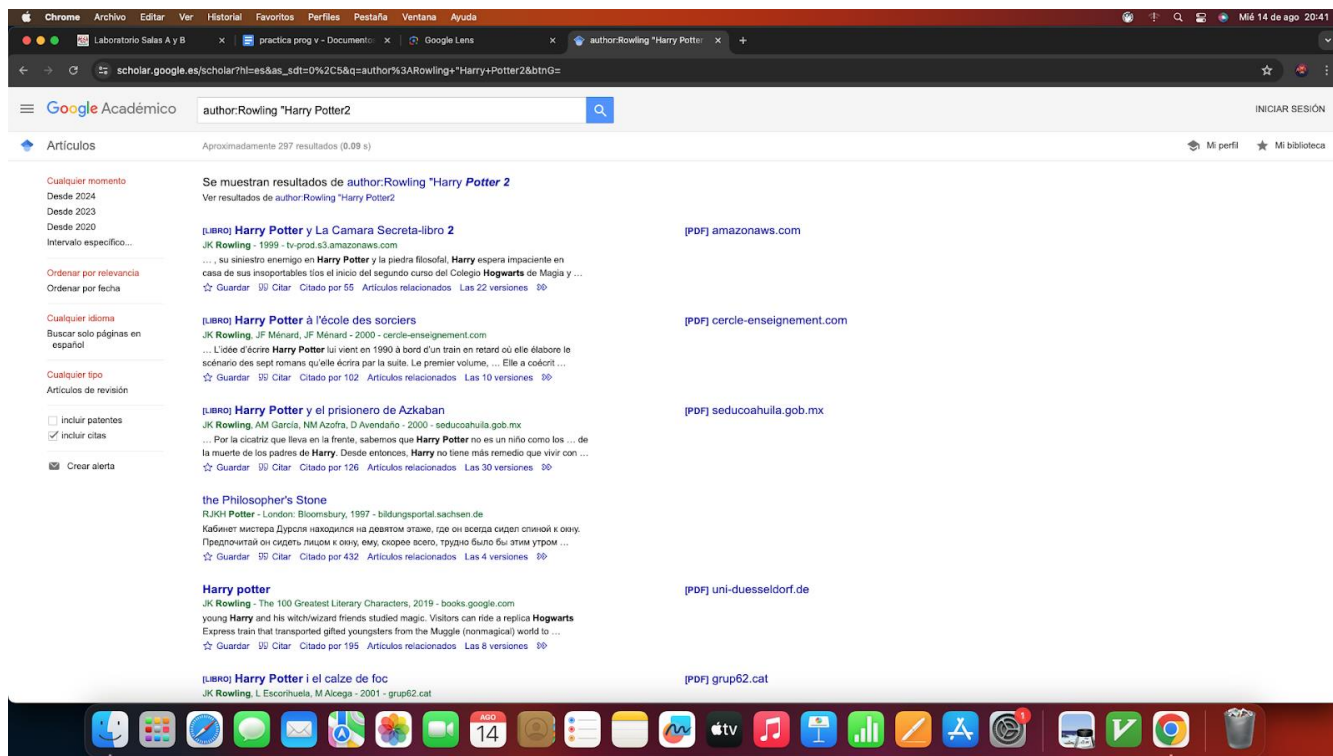 Chrome Archivo Editar Ver Historial Favoritos Perfiles Pestaña Ventana Ayuda
Mié 14 de ago 20:41
Laboratorio Salas A y B
practica prog v - Documento
Google Lens
author:Rowling "Harry Potter
scholar.google.es/scholar?hl=es&as_sdt=0%2C5&q=author%3ARowling+"Harry+Potter2&btnG=
Google Académico
author:Rowling "Harry Potter2
INICIAR SESIÓN
Artículos
Aproximadamente 297 resultados (0.09 s)
Mi perfil
Mi biblioteca
Cualquier momento
Desde 2024
Desde 2023
Desde 2020
Intervalo específico...
Ordenar por relevancia
Ordenar por fecha
Cualquier idioma
Buscar solo páginas en
español
Cualquier tipo
Artículos de revisión
incluir patentes
incluir citas
Crear alerta
Se muestran resultados de author:Rowling "Harry Potter 2
Ver resultados de author:Rowling "Harry Potter2
[LIBRO] Harry Potter y La Camara Secreta-libro 2
JK Rowling - 1999 - tv-prod.s3.amazonaws.com
… , su siniestro enemigo en Harry Potter y la piedra filosofal, Harry espera impaciente en
casa de sus insoportables tíos el inicio del segundo curso del Colegio Hogwarts de Magia y …
Guardar Citar Citado por 55 Artículos relacionados Las 22 versiones
[PDF] amazonaws.com
[LIBRO] Harry Potter à l'école des sorciers
JK Rowling, JF Ménard, JF Ménard - 2000 - cercle-enseignement.com
… L'idée d'écrire Harry Potter lui vient en 1990 à bord d'un train en retard où elle élabore le
scénario des sept romans qu'elle écrira par la suite. Le premier volume, … Elle a coécrit …
Guardar Citar Citado por 102 Artículos relacionados Las 10 versiones
[PDF] cercle-enseignement.com
[LIBRO] Harry Potter y el prisionero de Azkaban
JK Rowling, AM García, NM Azofra, D Avendaño - 2000 - seducoahuila.gob.mx
… Por la cicatriz que lleva en la frente, sabemos que Harry Potter no es un niño como los … de
la muerte de los padres de Harry. Desde entonces, Harry no tiene más remedio que vivir con …
Guardar Citar Citado por 126 Artículos relacionados Las 30 versiones
[PDF] seducoahuila.gob.mx
the Philosopher's Stone
RJKH Potter - London: Bloomsbury, 1997 - bildungsportal.sachsen.de
Кабинет мистера Дурсля находился на девятом этаже, где он всегда сидел спиной к окну.
Предпочитай он сидеть лицом к окну, ему, скорее всего, трудно было бы этим утром …
Guardar Citar Citado por 432 Artículos relacionados Las 4 versiones
Harry potter
JK Rowling - The 100 Greatest Literary Characters, 2019 - books.google.com
young Harry and his witch/wizard friends studied magic. Visitors can ride a replica Hogwarts
Express train that transported gifted youngsters from the Muggle (nonmagical) world to …
Guardar Citar Citado por 195 Artículos relacionados Las 8 versiones
[PDF] uni-duesseldorf.de
[LIBRO] Harry Potter i el calze de foc
JK Rowling, L Escorihuela, M Alcega - 2001 - grup62.cat
[PDF] grup62.cat
AGO
14
tv
1